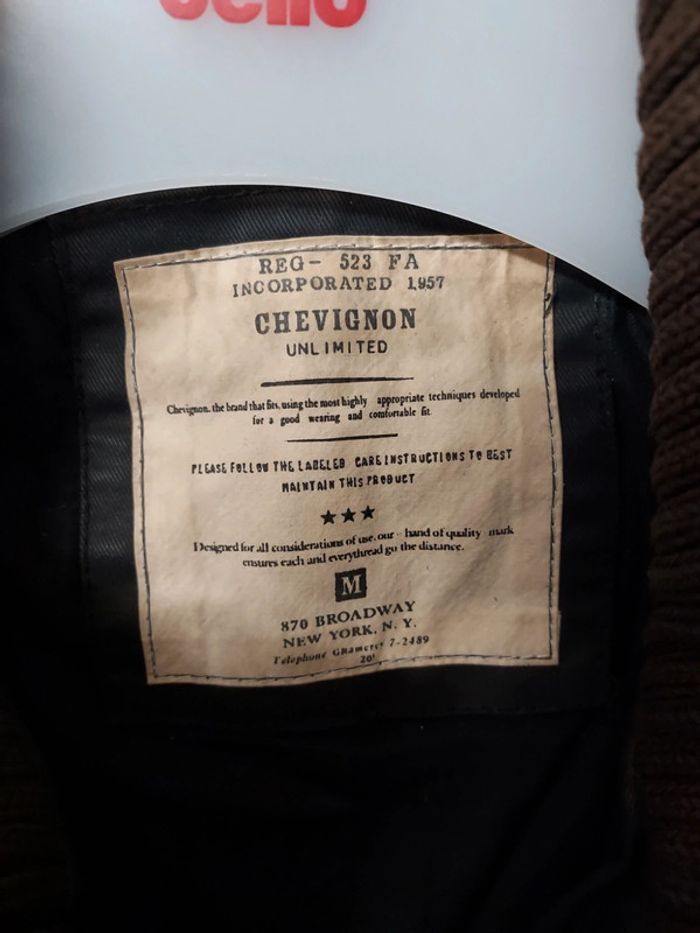 REG- 523 FA
INCORPORATED 1957
CHEVIGNON
UNLIMITED
Chevignon, the brand that fits, using the most highly appropriate techniques developed
for a good wearing and comfortable fit.
PLEASE FOLLOW THE LABELED CARE INSTRUCTIONS TO BEST
MAINTAIN THIS PRODUCT
★★★
Designed for all considerations of use, our hand of quality mark
ensures each and everythread go the distance.
M
870 BROADWAY
NEW YORK, N. Y.
Telephone GRamercy 7-2489